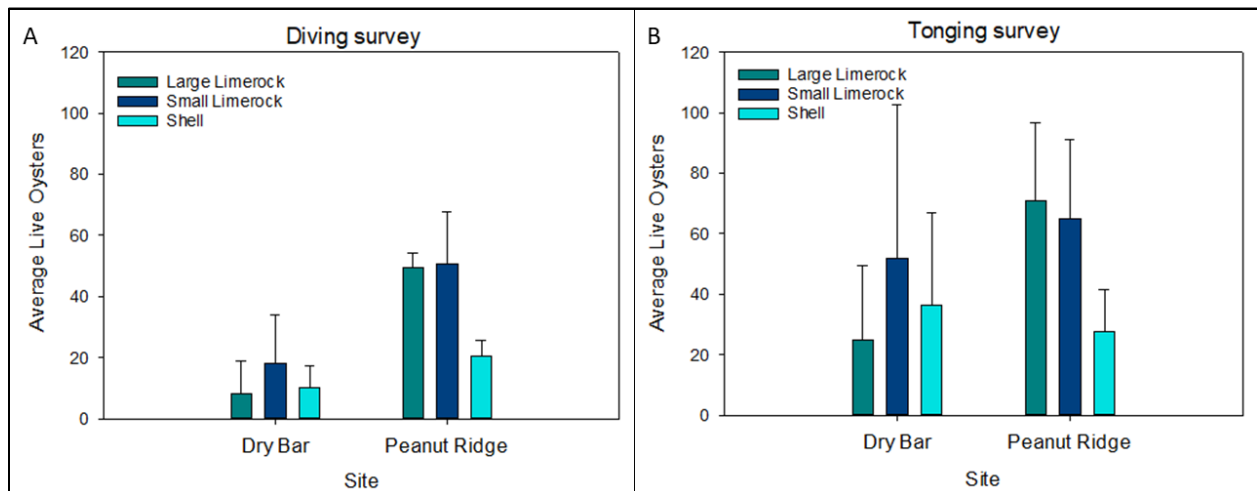 A
Diving survey
120
100
80
60
40
20
0
Average Live Oysters
Large Limerock
Small Limerock
Shell
Dry Bar
Peanut Ridge
Site
B
Tonging survey
120
100
80
60
40
20
0
Average Live Oysters
Large Limerock
Small Limerock
Shell
Dry Bar
Peanut Ridge
Site